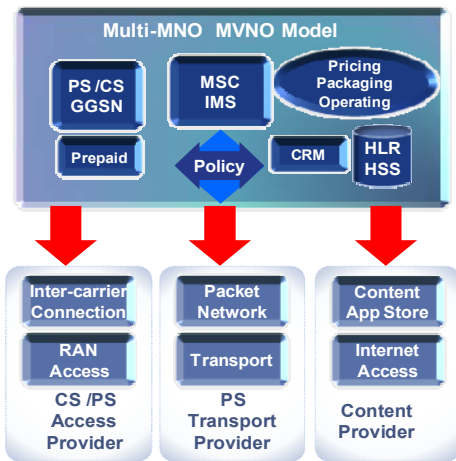 Multi-MNO MVNO Model
PS /CS
GGSN
MSC
IMS
Pricing
Packaging
Operating
Prepaid
Policy
CRM
HLR
HSS
Inter-carrier
Connection
RAN
Access
CS /PS
Access
Provider
Packet
Network
Transport
PS
Transport
Provider
Content
App Store
Internet
Access
Content
Provider